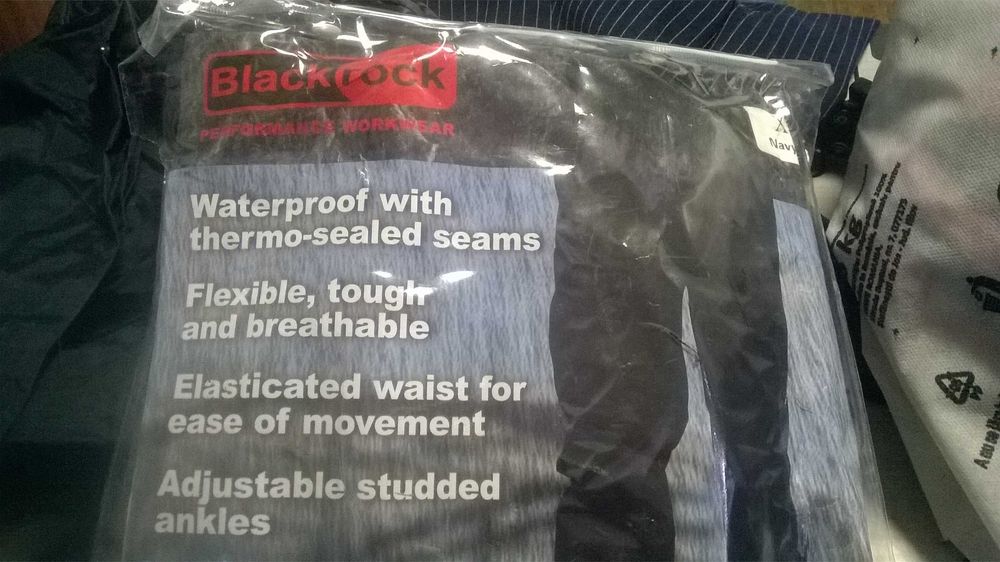 Blackrock
PERFORMANCE WORKWEAR
Navy
Waterproof with
thermo-sealed seams
Flexible, tough
and breathable
Elasticated waist for
ease of movement
Adjustable studded
ankles
kg